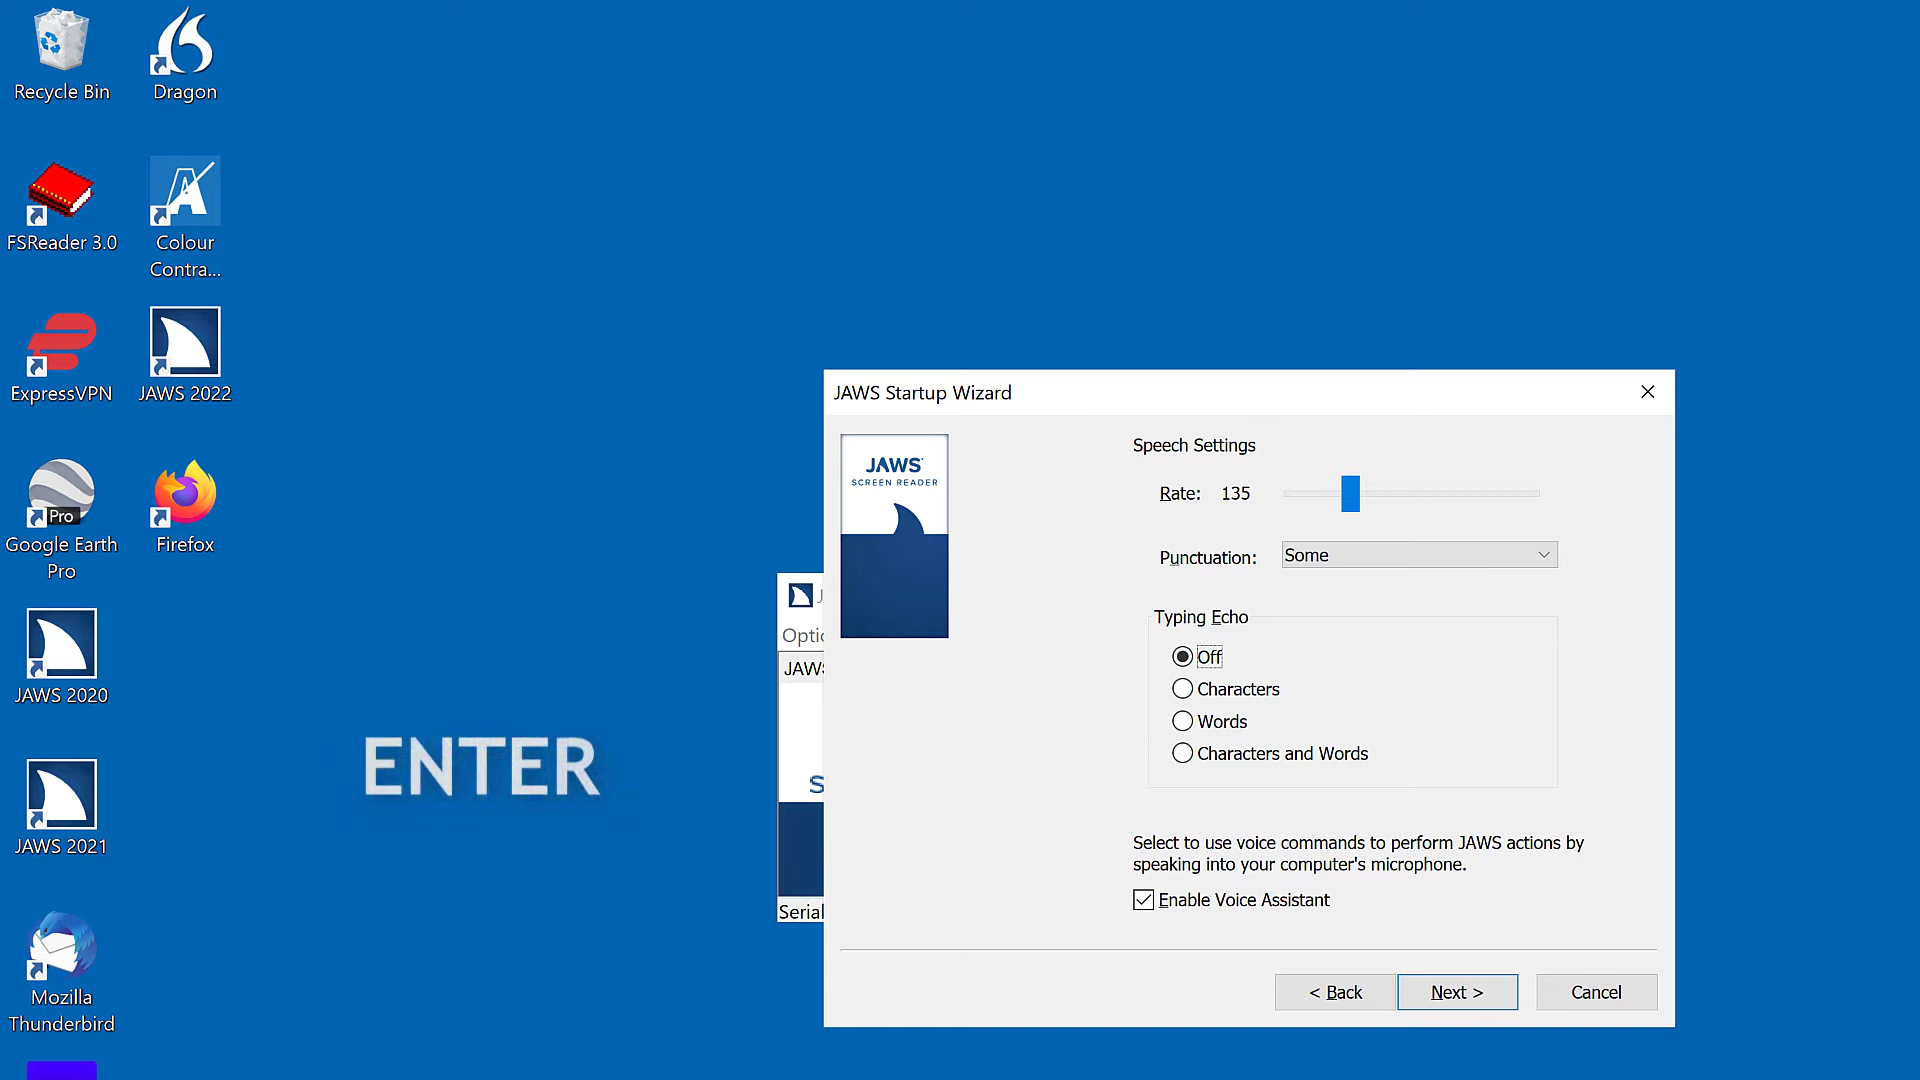 Recycle Bin
Dragon
FSReader 3.0
Colour
Contra...
ExpressVPN
JAWS 2022
Pro
Google Earth
Pro
Firefox
JAWS 2020
JAWS 2021
Mozilla
Thunderbird
ENTER
J
Optio
JAWS
S
Serial
JAWS Startup Wizard
JAWS
SCREEN READER
Speech Settings
Rate: 135
Punctuation: Some
Typing Echo
Off
Characters
Words
Characters and Words
Select to use voice commands to perform JAWS actions by
speaking into your computer's microphone.
Enable Voice Assistant
< Back
Next >
Cancel